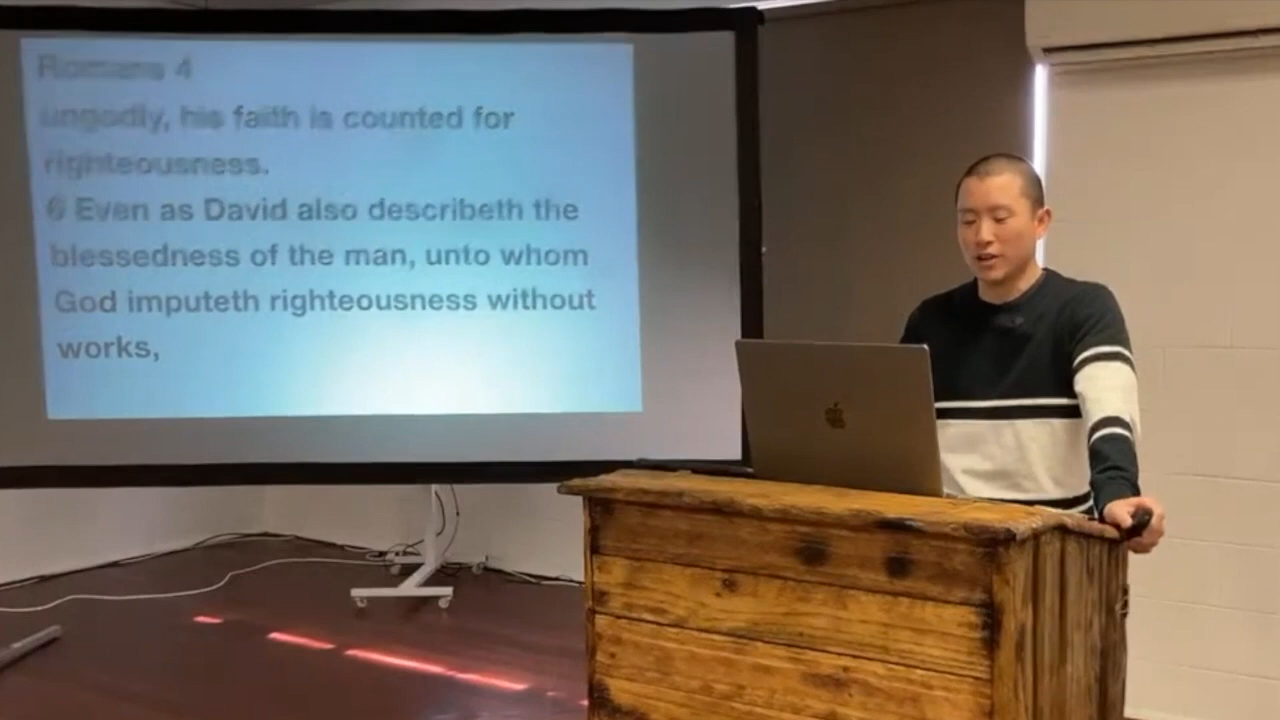 Romans 4
ungodly, his faith is counted for
righteousness.
6 Even as David also describeth the
blessedness of the man, unto whom
God imputeth righteousness without
works,